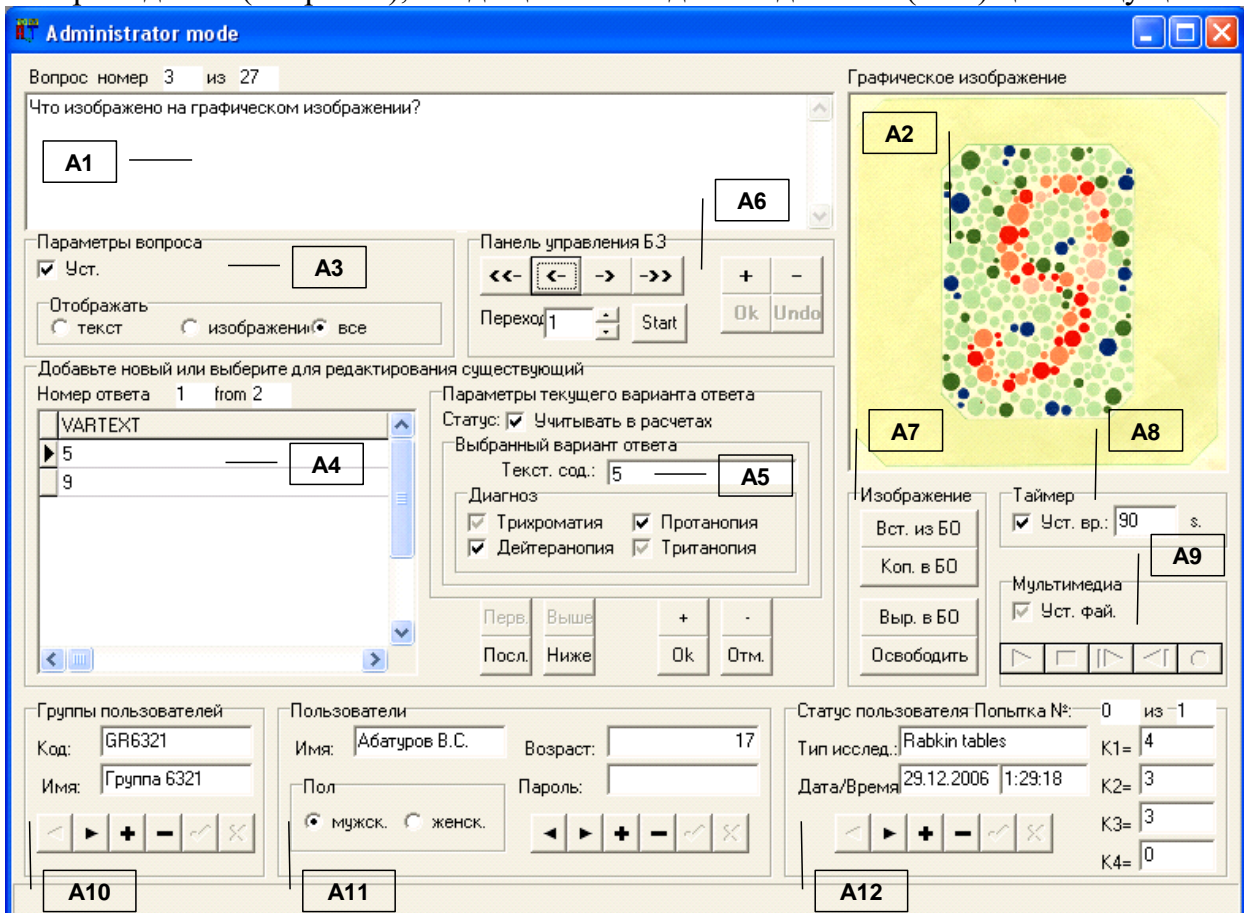 Administrator mode
Вопрос номер 3 из 27
Что изображено на графическом изображении?
A1
Графическое изображение
A2
A6
Параметры вопроса
Уст.
A3
Отображать
текст изображени все
Панель управления БЗ
<<- <- -> ->>
Переход 1 Start
+ -
Ok Undo
Добавьте новый или выберите для редактирования существующий
Номер ответа 1 from 2
VARTEXT
5
9
A4
Параметры текущего варианта ответа
Статус: Учитывать в расчетах
Выбранный вариант ответа
Текст. сод.: 5
A5
Диагноз
Трихроматия Протанопия
Дейтеранопия Тританопия
Перв. Выше + -
Посл. Ниже Ok Отм.
A7
A8
Изображение
Вст. из БО
Коп. в БО
Выр. в БО
Освободить
Таймер
Уст. вр.: 90 s.
A9
Мультимедиа
Уст. фай.
Группы пользователей
Код: GR6321
Имя: Группа 6321
A10
Пользователи
Имя: Абатуров В.С. Возраст: 17
Пол
мужск. женск.
Пароль:
A11
Статус пользователя Попытка №: 0 из 1
Тип исслед.: Rabkin tables K1= 4
Дата/Время 29.12.2006 1:29:18 K2= 3
K3= 3
K4= 0
A12